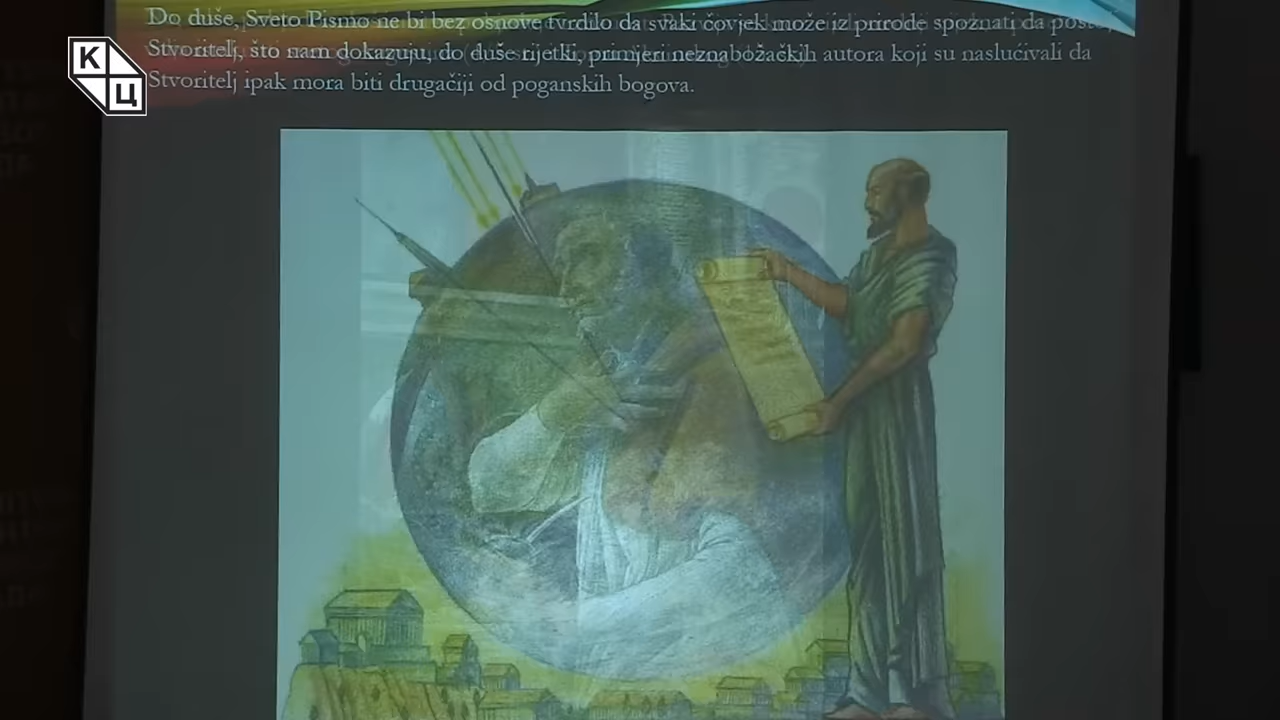 Do duše, Sveto Pismo ne bi bez osnove tvrdilo da svaki čovjek može iz prirode spoznati da
Stvoritelj, što nam dokazuju, do duše rijetki, primjeri neznabožačkih autora koji su naslućivali da
К
Ц
Stvoritelj ipak mora biti drugačiji od poganskih bogova.